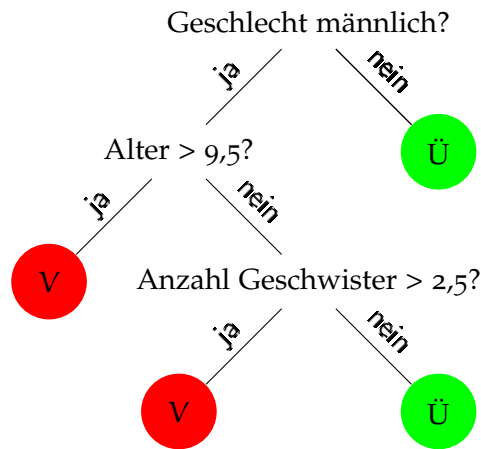 Geschlecht männlich?
ja
nein
Alter > 9,5?
Ü
ja
nein
V
Anzahl Geschwister > 2,5?
ja
nein
V
Ü